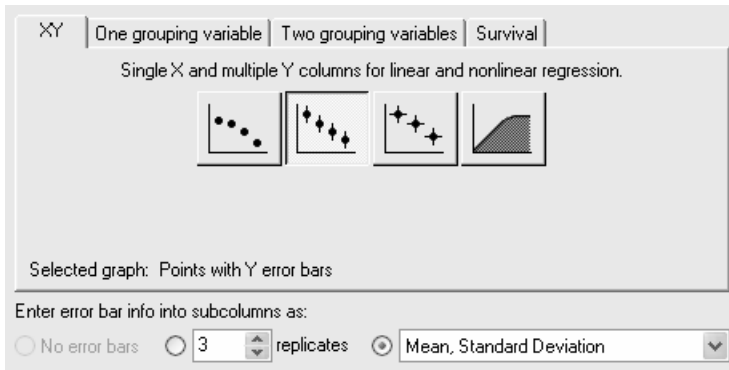 XY One grouping variable Two grouping variables Survival
Single X and multiple Y columns for linear and nonlinear regression.
Selected graph: Points with Y error bars
Enter error bar info into subcolumns as:
No error bars 3 replicates Mean, Standard Deviation